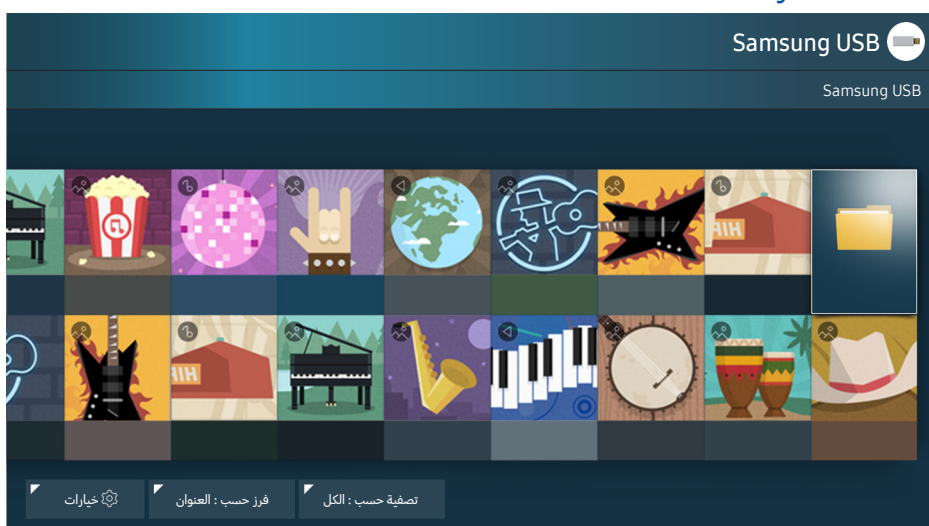 Samsung USB
Samsung USB
تصفية حسب : الكل
فرز حسب : العنوان
خيارات